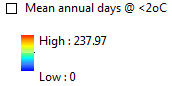 Mean annual days @ <2oC
High : 237.97
Low : 0